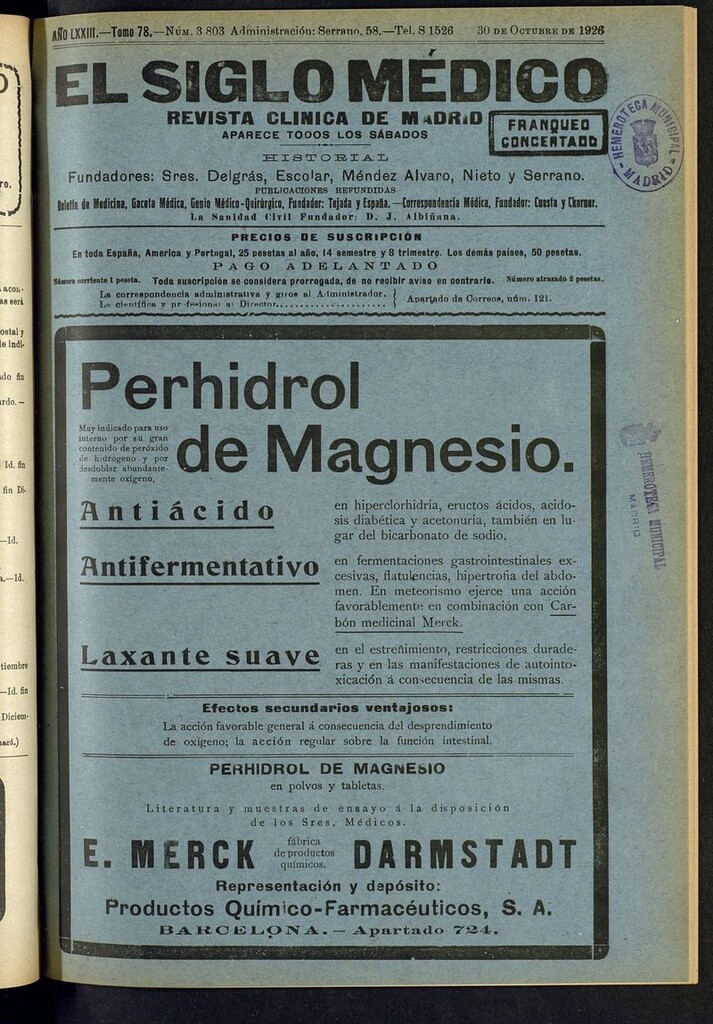 AÑO LXXIII.—Tomo 78.—Núm. 3 803 Administración: Serrano, 58.—Tel. S 1526 30 de Octubre de 1926
EL SIGLO MÉDICO
REVISTA CLINICA DE MADRID
APARECE TODOS LOS SÁBADOS
FRANQUEO
CONCERTADO
HEMEROTECA MUNICIPAL
MADRID
HISTORIAL
Fundadores: Sres. Delgrás, Escolar, Méndez Alvaro, Nieto y Serrano.
PUBLICACIONES REFUNDIDAS
Boletín de Medicina, Gaceta Médica, Genio Médico-Quirúrgico, Fundador: Tejada y España.—Correspondencia Médica, Fundador: Cuesta y Ckerner.
La Sanidad Civil Fundador: D. J. Albiñana.
PRECIOS DE SUSCRIPCIÓN
En toda España, America y Portugal, 25 pesetas al año, 14 semestre y 8 trimestre. Los demás países, 50 pesetas.
PAGO ADELANTADO
Número corriente 1 peseta. Toda suscripción se considera prorrogada, de no recibir aviso en contrario. Número atrasado 2 pesetas.
La correspondencia administrativa y giros al Administrador.
La científica y profesional al Director......................
Apartado de Correos, núm. 121.
Perhidrol
de Magnesio.
Muy indicado para uso
interno por su gran
contenido de peróxido
de hidrógeno y por
desdoblar abundante-
mente oxígeno.
Antiácido
en hiperclorhidria, eructos ácidos, acido-
sis diabética y acetonuria, también en lu-
gar del bicarbonato de sodio.
Antifermentativo
en fermentaciones gastrointestinales ex-
cesivas, flatulencias, hipertrofia del abdo-
men. En meteorismo ejerce una acción
favorablemente en combinación con Car-
bón medicinal Merck.
Laxante suave
en el estreñimiento, restricciones durade-
ras y en las manifestaciones de autointo-
xicación á consecuencia de las mismas.
Efectos secundarios ventajosos:
La acción favorable general á consecuencia del desprendimiento
de oxígeno; la acción regular sobre la función intestinal.
PERHIDROL DE MAGNESIO
en polvos y tabletas.
Literatura y muestras de ensayo á la disposición
de los Sres. Médicos.
E. MERCK
fábrica
de productos
químicos.
DARMSTADT
Representación y depósito:
Productos Químico-Farmacéuticos, S. A.
BARCELONA.—Apartado 724.
HEMEROTECA MUNICIPAL
MADRID